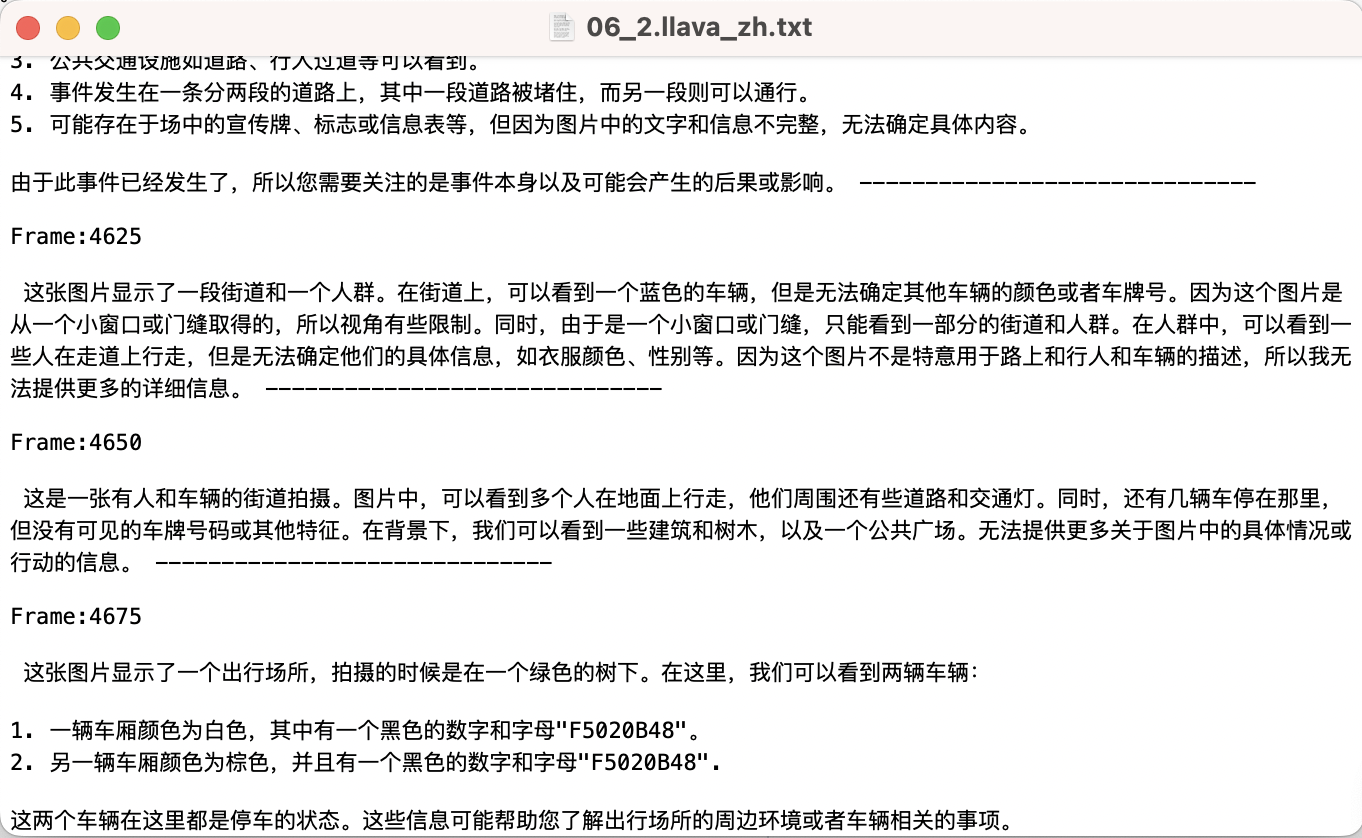 06_2.llava_zh.txt
3. 公共交通设施如道路、行人过道等可以看到。
4. 事件发生在一条分两段的道路上，其中一段道路被堵住，而另一段则可以通行。
5. 可能存在于场中的宣传牌、标志或信息表等，但因为图片中的文字和信息不完整，无法确定具体内容。
由于此事件已经发生了，所以您需要关注的是事件本身以及可能会产生的后果或影响。 ------------------------------
Frame:4625
这张图片显示了一段街道和一个人群。在街道上，可以看到一个蓝色的车辆，但是无法确定其他车辆的颜色或者车牌号。因为这个图片是
从一个小窗口或门缝取得的，所以视角有些限制。同时，由于是一个小窗口或门缝，只能看到一部分的街道和人群。在人群中，可以看到一
些人在走道上行走，但是无法确定他们的具体信息，如衣服颜色、性别等。因为这个图片不是特意用于路上和行人和车辆的描述，所以我无
法提供更多的详细信息。 ------------------------------
Frame:4650
这是一张有人和车辆的街道拍摄。图片中，可以看到多个人在地面上行走，他们周围还有些道路和交通灯。同时，还有几辆车停在那里，
但没有可见的车牌号码或其他特征。在背景下，我们可以看到一些建筑和树木，以及一个公共广场。无法提供更多关于图片中的具体情况或
行动的信息。 ------------------------------
Frame:4675
这张图片显示了一个出行场所，拍摄的时候是在一个绿色的树下。在这里，我们可以看到两辆车辆：
1. 一辆车厢颜色为白色，其中有一个黑色的数字和字母"F5020B48"。
2. 另一辆车厢颜色为棕色，并且有一个黑色的数字和字母"F5020B48".
这两个车辆在这里都是停车的状态。这些信息可能帮助您了解出行场所的周边环境或者车辆相关的事项。